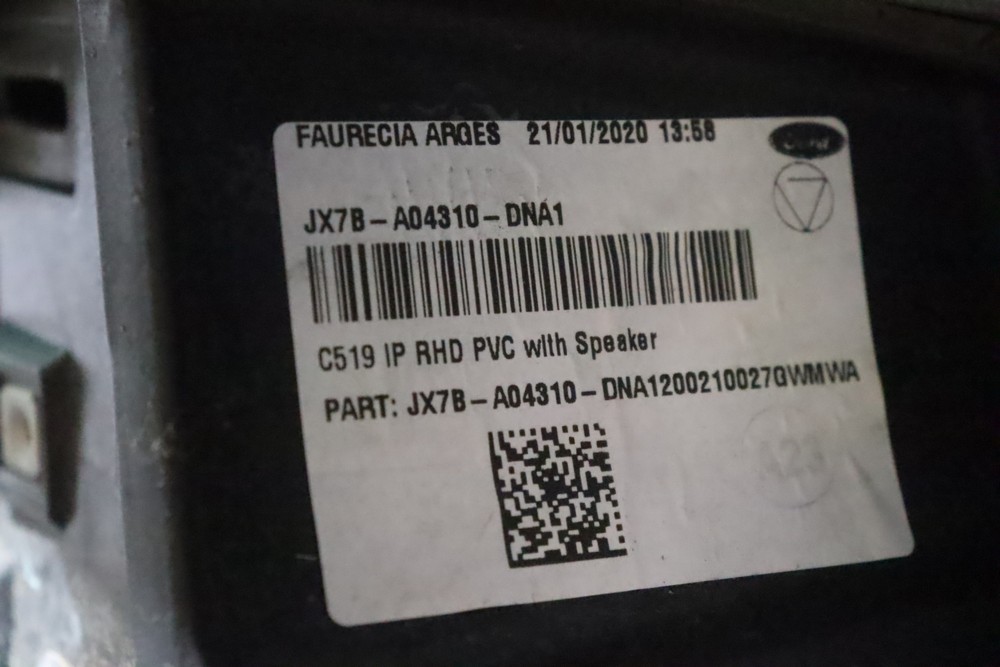 FAURECIA ARGES 21/01/2020 13:58
Ford
JX7B-A04310-DNA1
C519 IP RHD PVC with Speaker
PART: JX7B-A04310-DNA1200210027GWMWA